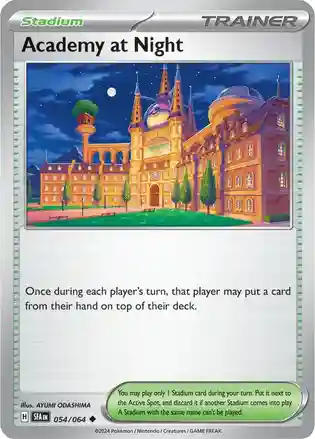 Stadium
TRAINER
Academy at Night
Once during each player's turn, that player may put a card
from their hand on top of their deck.
illus. AYUMI ODASHIMA
You may play only 1 Stadium card during your turn. Put it next to
the Active Spot, and discard it if another Stadium comes into play.
A Stadium with the same name can't be played.
H SFA EN 054/064
©2024 Pokémon / Nintendo / Creatures / GAME FREAK.